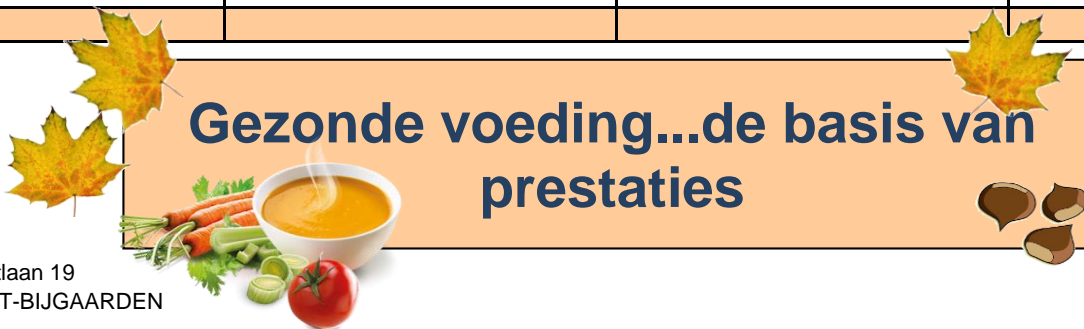 Gezonde voeding...de basis van
prestaties
laan 19
T-BIJGAARDEN